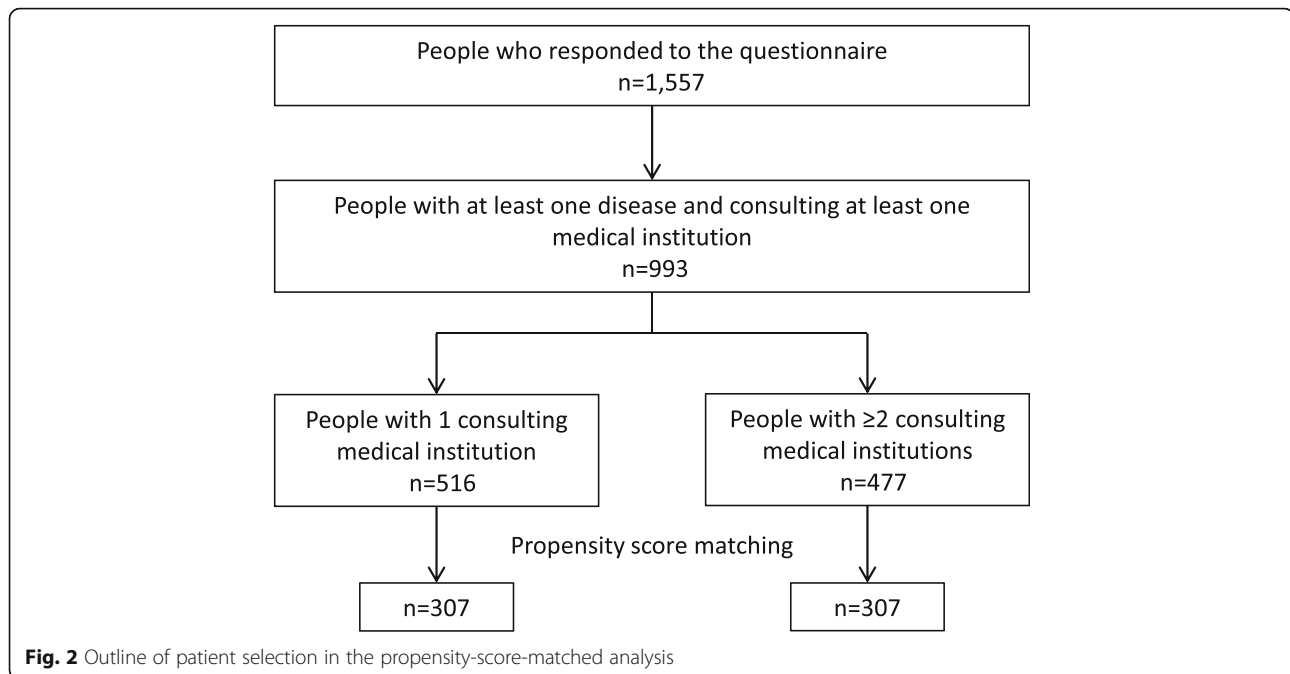 People who responded to the questionnaire
n=1,557
People with at least one disease and consulting at least one
medical institution
n=993
People with 1 consulting
medical institution
n=516
People with ≥2 consulting
medical institutions
n=477
Propensity score matching
n=307
n=307
Fig. 2 Outline of patient selection in the propensity-score-matched analysis